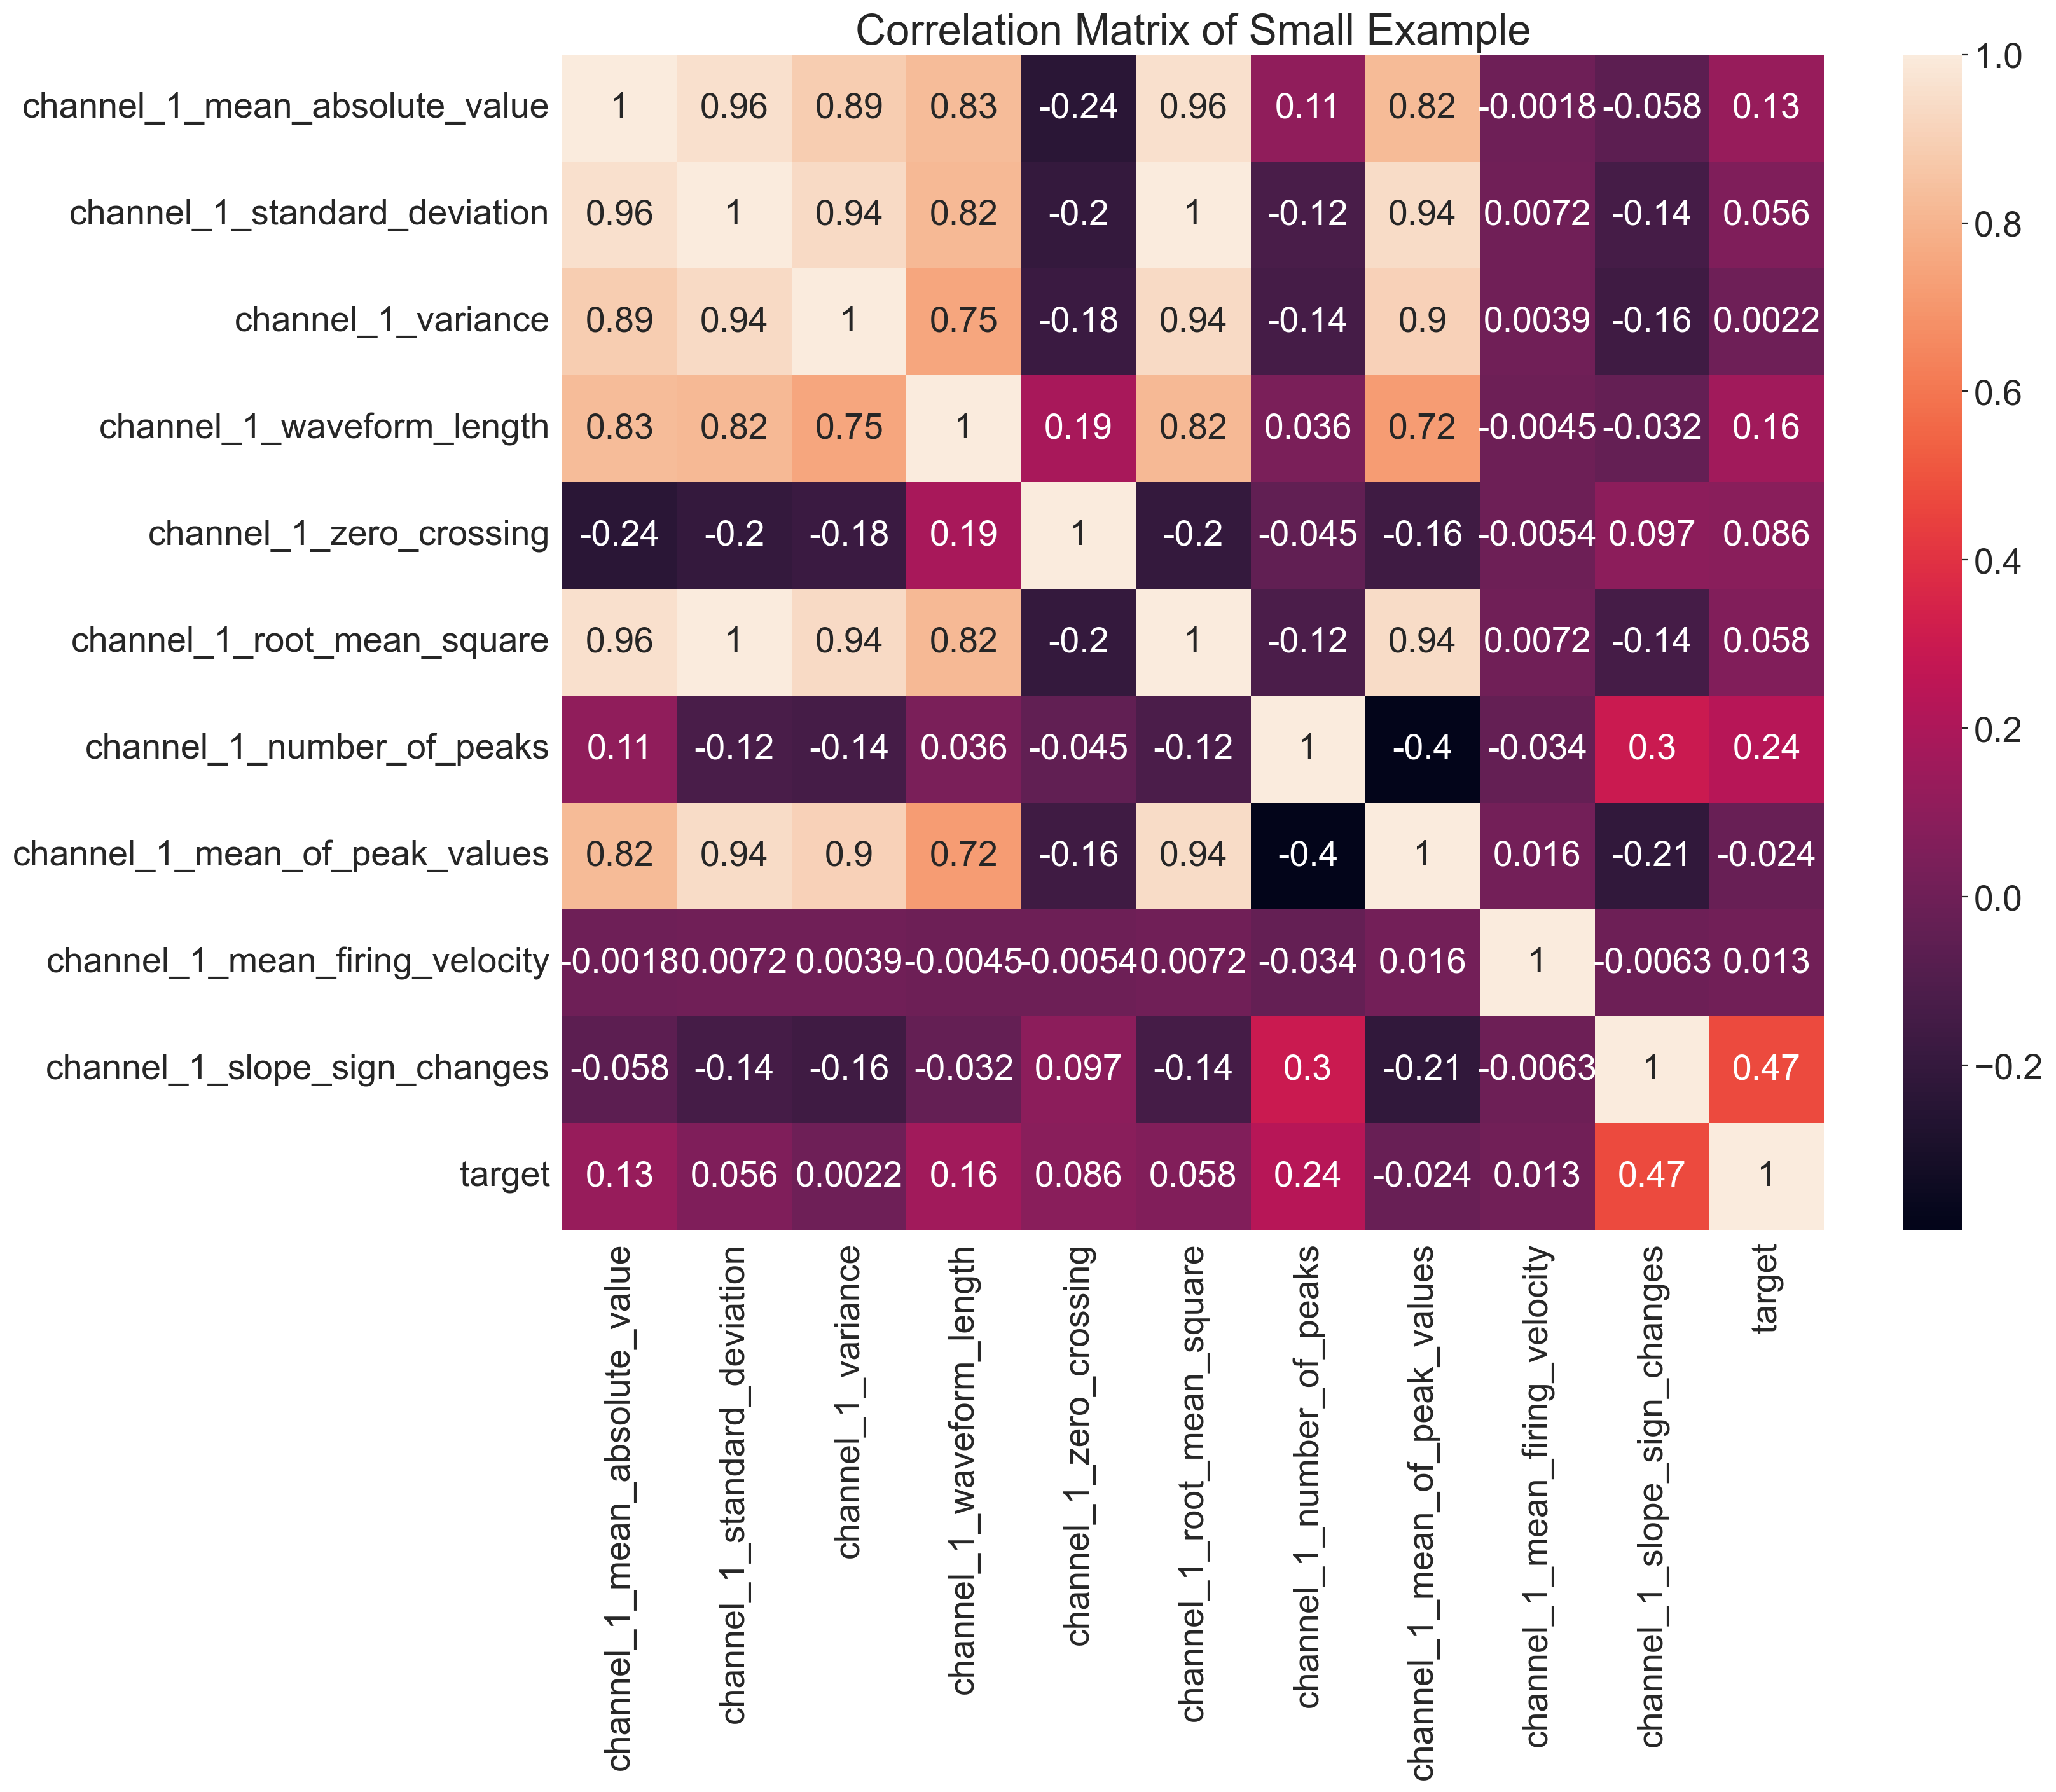 Correlation Matrix of Small Example
channel_1_mean_absolute_value 1 0.96 0.89 0.83 -0.24 0.96 0.11 0.82 -0.0018 -0.058 0.13
channel_1_standard_deviation 0.96 1 0.94 0.82 -0.2 1 -0.12 0.94 0.0072 -0.14 0.056
channel_1_variance 0.89 0.94 1 0.75 -0.18 0.94 -0.14 0.9 0.0039 -0.16 0.0022
channel_1_waveform_length 0.83 0.82 0.75 1 0.19 0.82 0.036 0.72 -0.0045 -0.032 0.16
channel_1_zero_crossing -0.24 -0.2 -0.18 0.19 1 -0.2 -0.045 -0.16 -0.0054 0.097 0.086
channel_1_root_mean_square 0.96 1 0.94 0.82 -0.2 1 -0.12 0.94 0.0072 -0.14 0.058
channel_1_number_of_peaks 0.11 -0.12 -0.14 0.036 -0.045 -0.12 1 -0.4 -0.034 0.3 0.24
channel_1_mean_of_peak_values 0.82 0.94 0.9 0.72 -0.16 0.94 -0.4 1 0.016 -0.21 -0.024
channel_1_mean_firing_velocity -0.0018 0.0072 0.0039 -0.0045 -0.0054 0.0072 -0.034 0.016 1 -0.0063 0.013
channel_1_slope_sign_changes -0.058 -0.14 -0.16 -0.032 0.097 -0.14 0.3 -0.21 -0.0063 1 0.47
target 0.13 0.056 0.0022 0.16 0.086 0.058 0.24 -0.024 0.013 0.47 1
channel_1_mean_absolute_value
channel_1_standard_deviation
channel_1_variance
channel_1_waveform_length
channel_1_zero_crossing
channel_1_root_mean_square
channel_1_number_of_peaks
channel_1_mean_of_peak_values
channel_1_mean_firing_velocity
channel_1_slope_sign_changes
target
1.0
0.8
0.6
0.4
0.2
0.0
−0.2